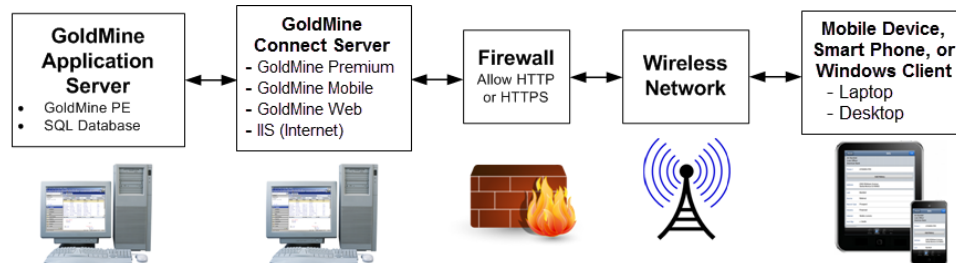 GoldMine
Application
Server
• GoldMine PE
• SQL Database
GoldMine
Connect Server
- GoldMine Premium
- GoldMine Mobile
- GoldMine Web
- IIS (Internet)
Firewall
Allow HTTP
or HTTPS
Wireless
Network
Mobile Device,
Smart Phone, or
Windows Client
- Laptop
- Desktop